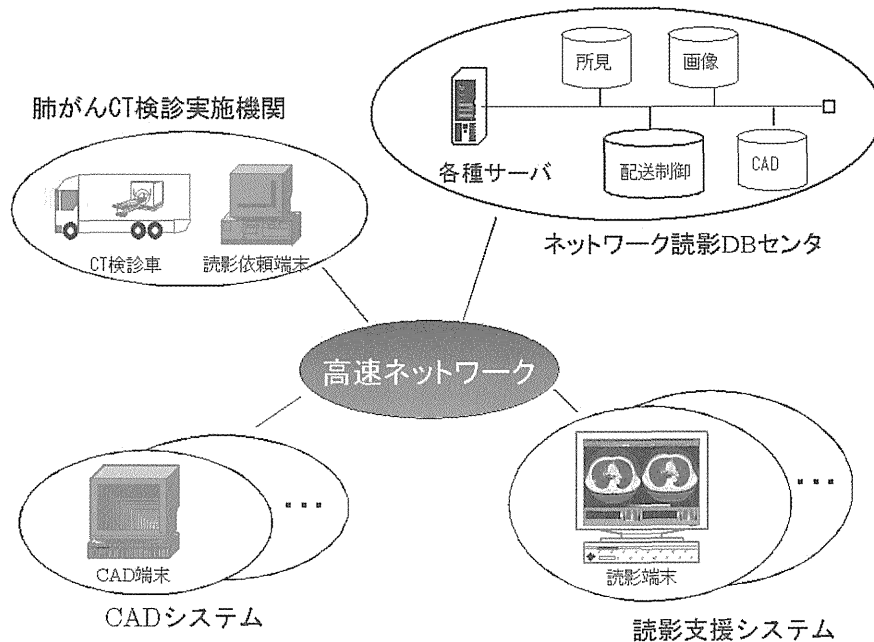 所見
画像
各種サーバ
配送制御
CAD
ネットワーク読影DBセンタ
肺がんCT検診実施機関
CT検診車
読影依頼端末
高速ネットワーク
CAD端末
...
CADシステム
読影端末
...
読影支援システム